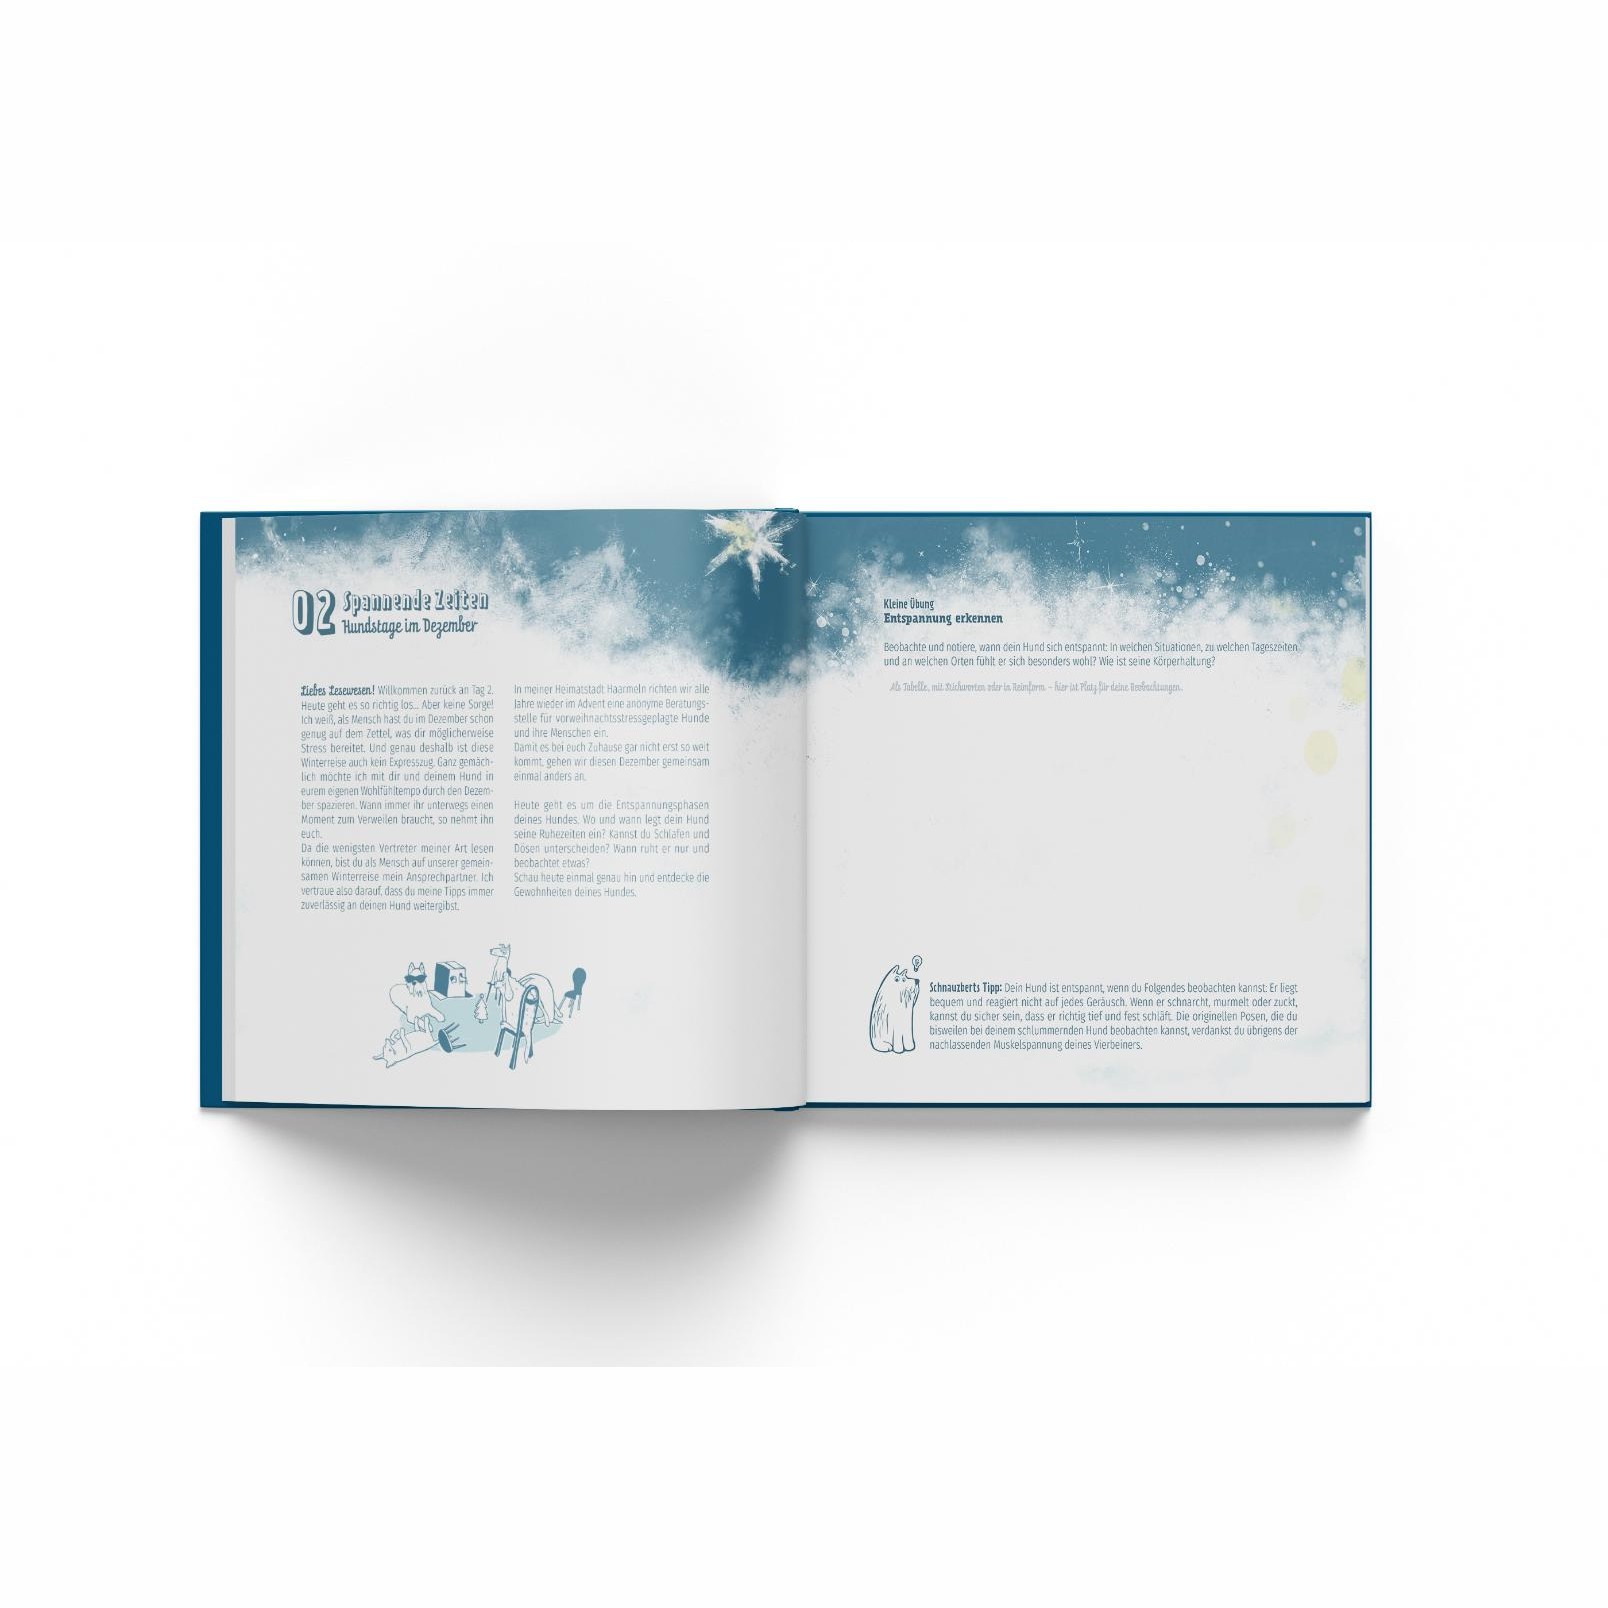 02 Spannende Zeiten
Hundstage im Dezember
Liebes Lesewesen! Willkommen zurück an Tag 2.
Heute geht es so richtig los... Aber keine Sorge!
Ich weiß, als Mensch hast du im Dezember schon
genug auf dem Zettel, was dir möglicherweise
Stress bereitet. Und genau deshalb ist diese
Winterreise auch kein Expresszug. Ganz gemäch-
lich möchte ich mit dir und deinem Hund in
eurem eigenen Wohlfühltempo durch den Dezem-
ber spazieren. Wann immer ihr unterwegs einen
Moment zum Verweilen braucht, so nehmt ihn
euch.
Da die wenigsten Vertreter meiner Art lesen
können, bist du als Mensch auf unserer gemein-
samen Winterreise mein Ansprechpartner. Ich
vertraue also darauf, dass du meine Tipps immer
zuverlässig an deinen Hund weitergibst.
In meiner Heimatstadt Haarmeln richten wir alle
Jahre wieder im Advent eine anonyme Beratungs-
stelle für vorweihnachtsstressgeplagte Hunde
und ihre Menschen ein.
Damit es bei euch Zuhause gar nicht erst so weit
kommt, gehen wir diesen Dezember gemeinsam
einmal anders an.
Heute geht es um die Entspannungsphasen
deines Hundes. Wo und wann legt dein Hund
seine Ruhezeiten ein? Kannst du Schlafen und
Dösen unterscheiden? Wann ruht er nur und
beobachtet etwas?
Schau heute einmal genau hin und entdecke die
Gewohnheiten deines Hundes.
Kleine Übung
Entspannung erkennen
Beobachte und notiere, wann dein Hund sich entspannt: In welchen Situationen, zu welchen Tageszeiten
und an welchen Orten fühlt er sich besonders wohl? Wie ist seine Körperhaltung?
Als Tabelle, mit Stichworten oder in Reimform – hier ist Platz für deine Beobachtungen.
Schnauzberts Tipp: Dein Hund ist entspannt, wenn du Folgendes beobachten kannst: Er liegt
bequem und reagiert nicht auf jedes Geräusch. Wenn er schnarcht, murmelt oder zuckt,
kannst du sicher sein, dass er richtig tief und fest schläft. Die originellen Posen, die du
bisweilen bei deinem schlummernden Hund beobachten kannst, verdankst du übrigens der
nachlassenden Muskelspannung deines Vierbeiners.